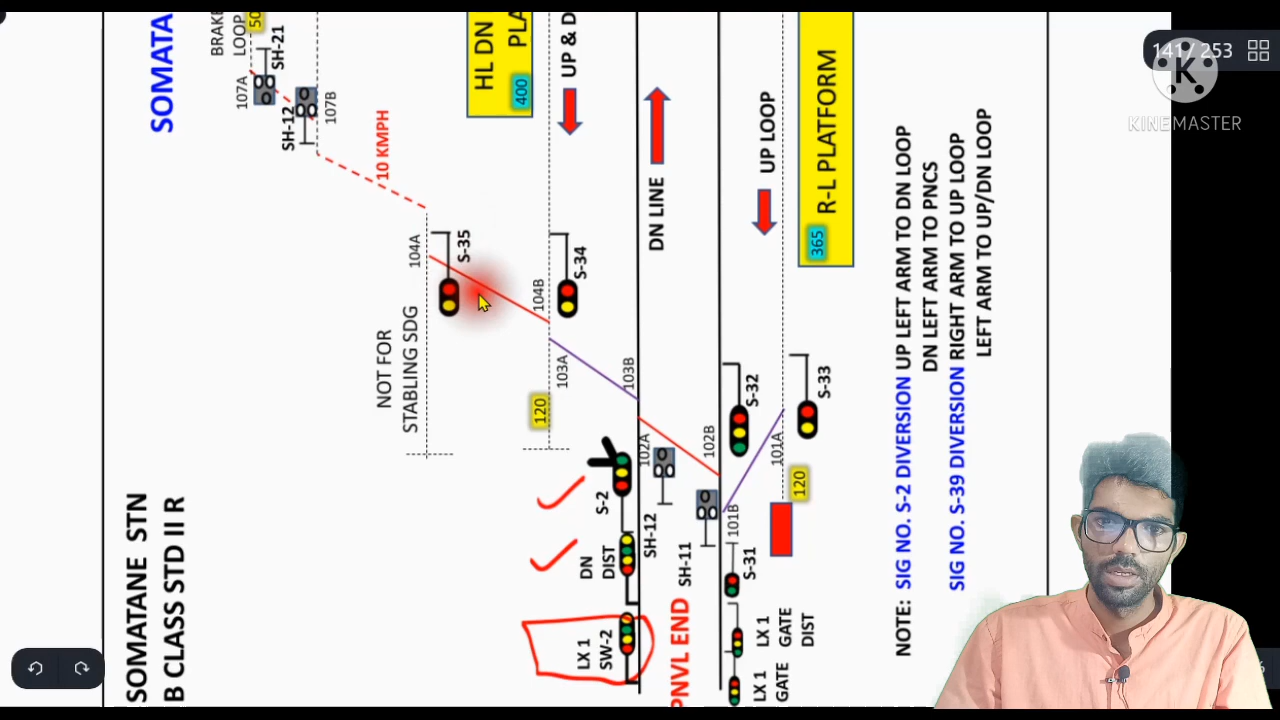 SOMATANE STN
B CLASS STD II R
SOMATA
BRAKE
LOOP
50
SH-21
107A
SH-12
107B
10 KMPH
HL DN
PLA
400
UP & D
DN LINE
UP LOOP
R-L PLATFORM
365
104A
S-35
104B
S-34
NOT FOR
STABLING SDG
103A
103B
120
102A
102B
S-32
S-33
101A
120
101B
S-2
SH-12
SH-11
DN
DIST
S-31
LX 1
SW-2
PNVL END
LX 1
GATE
DIST
LX 1
GATE
NOTE: SIG NO. S-2 DIVERSION UP LEFT ARM TO DN LOOP
DN LEFT ARM TO PNCS
SIG NO. S-39 DIVERSION RIGHT ARM TO UP LOOP
LEFT ARM TO UP/DN LOOP
141/ 253
K
KINEMASTER